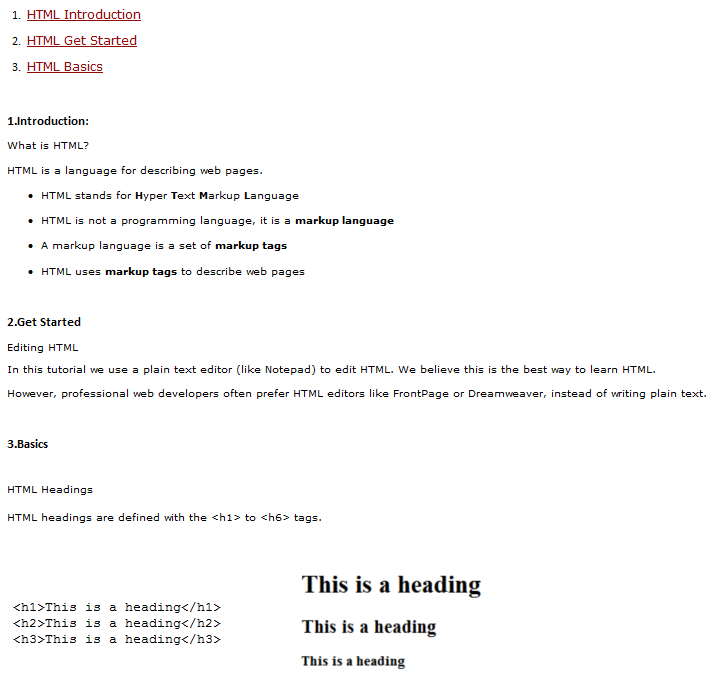 1. HTML Introduction
2. HTML Get Started
3. HTML Basics
1.Introduction:
What is HTML?
HTML is a language for describing web pages.
• HTML stands for Hyper Text Markup Language
• HTML is not a programming language, it is a markup language
• A markup language is a set of markup tags
• HTML uses markup tags to describe web pages
2.Get Started
Editing HTML
In this tutorial we use a plain text editor (like Notepad) to edit HTML. We believe this is the best way to learn HTML.
However, professional web developers often prefer HTML editors like FrontPage or Dreamweaver, instead of writing plain text.
3.Basics
HTML Headings
HTML headings are defined with the <h1> to <h6> tags.
<h1>This is a heading</h1>
<h2>This is a heading</h2>
<h3>This is a heading</h3>
This is a heading
This is a heading
This is a heading